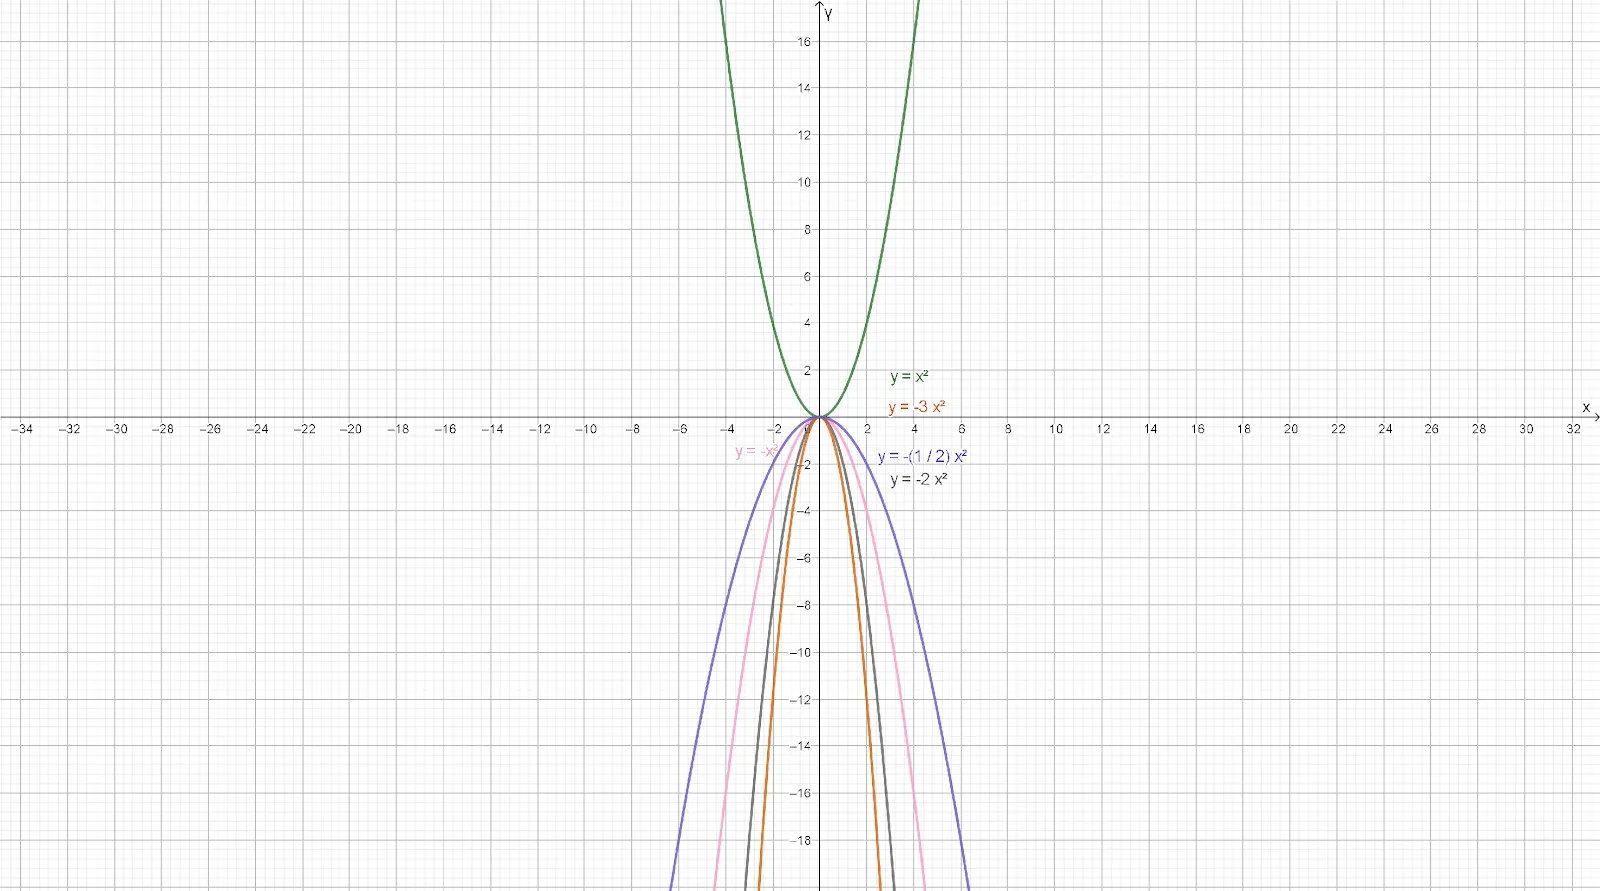 y
16
14
12
10
8
6
4
2
y = x²
y = -3 x²
x
–34 –32 –30 –28 –26 –24 –22 –20 –18 –16 –14 –12 –10 –8 –6 –4 –2 0 2 4 6 8 10 12 14 16 18 20 22 24 26 28 30 32
y = -x²
y = -(1 / 2) x²
–2
y = -2 x²
–4
–6
–8
–10
–12
–14
–16
–18